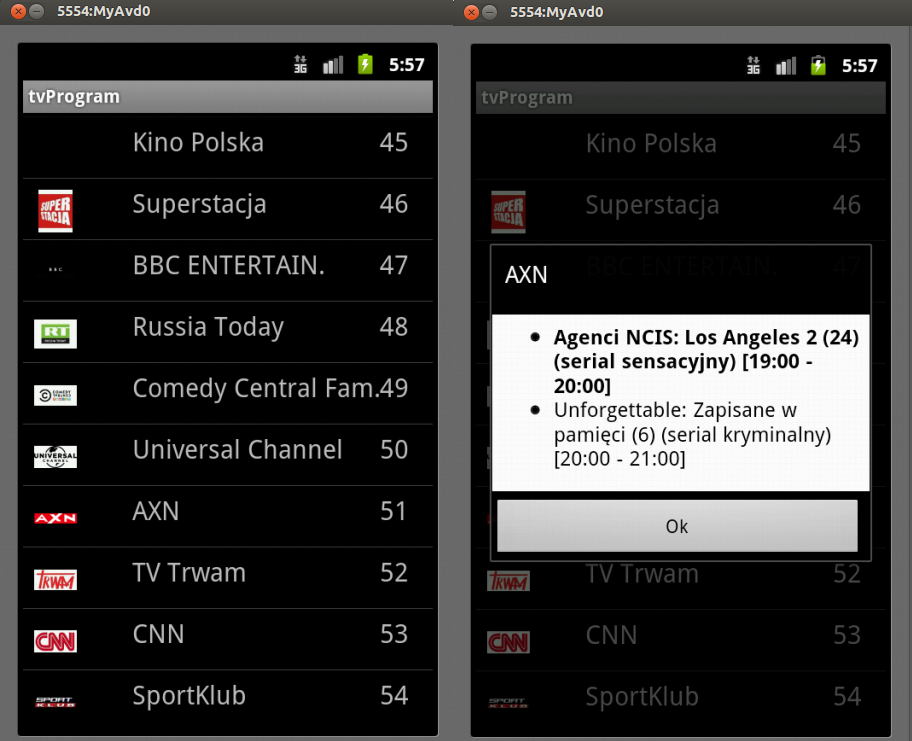 5554:MyAvd0
3G 5:57
tvProgram
Kino Polska 45
SUPER
STACJA
Superstacja 46
BBC
BBC ENTERTAIN. 47
RT
Russia Today 48
Comedy Central Fam. 49
UNIVERSAL
CHANNEL
Universal Channel 50
AXN
AXN 51
TRWAM
TV Trwam 52
CNN
CNN 53
SPORT
KLUB
SportKlub 54
5554:MyAvd0
3G 5:57
tvProgram
Kino Polska 45
SUPER
STACJA
Superstacja 46
BBC ENTERTAIN. 47
AXN
Agenci NCIS: Los Angeles 2 (24)
(serial sensacyjny) [19:00 -
20:00]
Unforgettable: Zapisane w
pamięci (6) (serial kryminalny)
[20:00 - 21:00]
Ok
TRWAM
TV Trwam 52
CNN
CNN 53
SPORT
KLUB
SportKlub 54